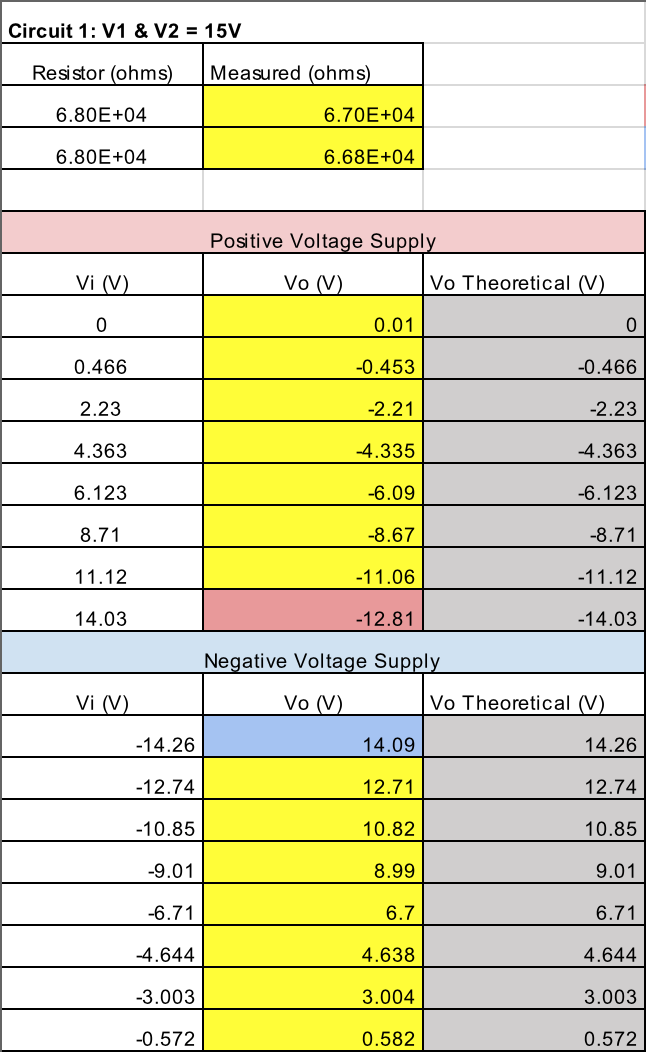 Circuit 1: V1 & V2 = 15V
Resistor (ohms) Measured (ohms)
6.80E+04 6.70E+04
6.80E+04 6.68E+04
Positive Voltage Supply
Vi (V) Vo (V) Vo Theoretical (V)
0 0.01 0
0.466 -0.453 -0.466
2.23 -2.21 -2.23
4.363 -4.335 -4.363
6.123 -6.09 -6.123
8.71 -8.67 -8.71
11.12 -11.06 -11.12
14.03 -12.81 -14.03
Negative Voltage Supply
Vi (V) Vo (V) Vo Theoretical (V)
-14.26 14.09 14.26
-12.74 12.71 12.74
-10.85 10.82 10.85
-9.01 8.99 9.01
-6.71 6.7 6.71
-4.644 4.638 4.644
-3.003 3.004 3.003
-0.572 0.582 0.572